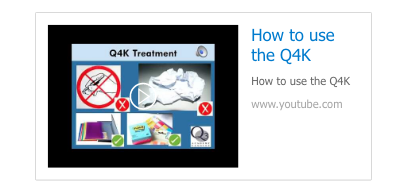 Q4K Treatment
How to use
the Q4K
How to use the Q4K
www.youtube.com